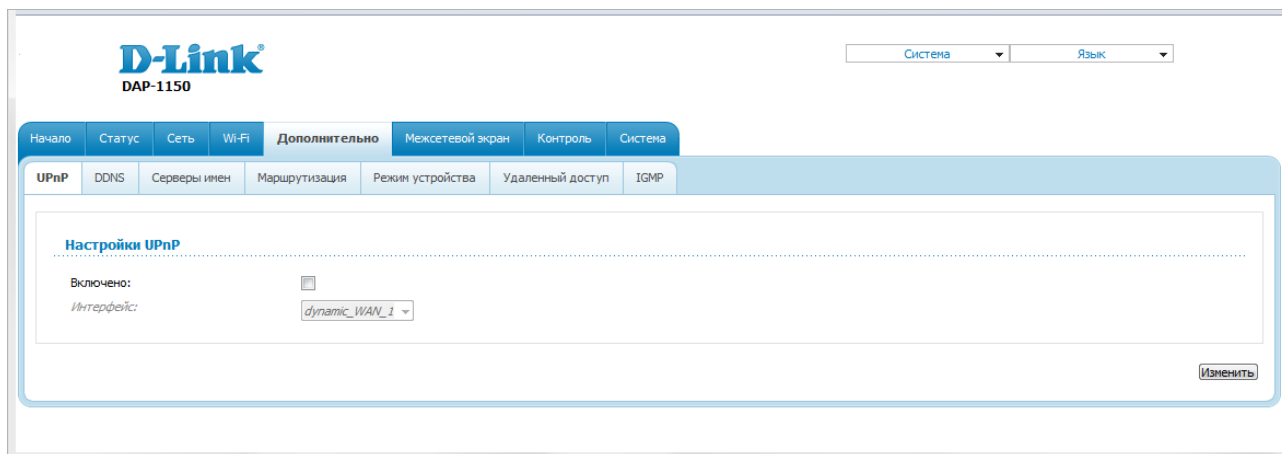 D-Link®
DAP-1150
Система Язык
Начало Статус Сеть Wi-Fi Дополнительно Межсетевой экран Контроль Система
UPnP DDNS Серверы имен Маршрутизация Режим устройства Удаленный доступ IGMP
Настройки UPnP
Включено:
Интерфейс: dynamic_WAN_1
Изменить